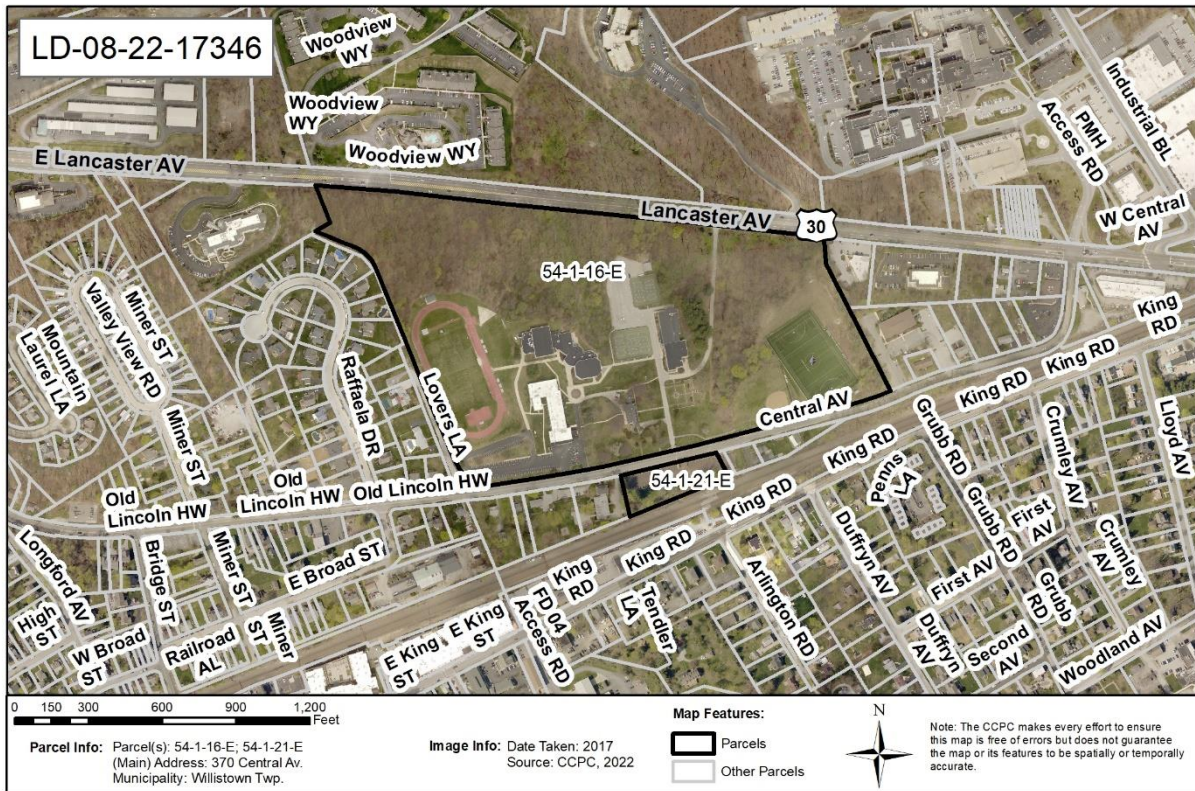 LD-08-22-17346
Woodview
WY
Woodview
WY
Woodview WY
E Lancaster AV
Lancaster AV
30
Industrial BL
PMH
Access RD
W Central
AV
54-1-16-E
Miner ST
Valley View RD
Mountain
Laurel LA
Miner ST
Raffaela DR
Lovers LA
Central AV
King
RD
King RD
King RD
King RD
King RD
King RD
Old
Lincoln HW
Old
Lincoln HW
Old Lincoln HW
54-1-21-E
Grubb RD
Crumley AV
Lloyd AV
Penns
LA
Longford AV
Bridge ST
Miner ST
E Broad ST
High
ST
W Broad
ST
Railroad
AL
Miner
ST
E King
ST
E King
ST
FD 04
Access RD
King
RD
King RD
Tendler
LA
Arlington RD
Duffryn AV
Grubb RD
First
AV
First AV
Crumley
AV
Grubb
RD
Duffryn
AV
Second
AV
Woodland AV
0 150 300 600 900 1,200
Feet
Parcel Info: Parcel(s): 54-1-16-E; 54-1-21-E
(Main) Address: 370 Central Av.
Municipality: Willistown Twp.
Image Info: Date Taken: 2017
Source: CCPC, 2022
Map Features:
Parcels
Other Parcels
N
Note: The CCPC makes every effort to ensure
this map is free of errors but does not guarantee
the map or its features to be spatially or temporally
accurate.